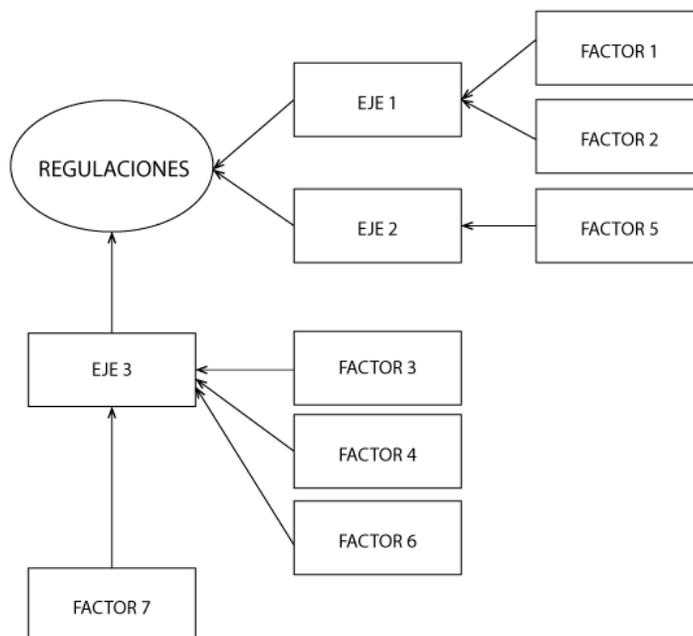 FACTOR 1
EJE 1
FACTOR 2
REGULACIONES
EJE 2
FACTOR 5
EJE 3
FACTOR 3
FACTOR 4
FACTOR 6
FACTOR 7